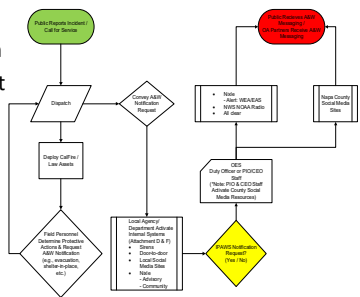 n
t
Public Reports Incident /
Call for Service
Dispatch
Convey A&W
Notification
Request
Deploy CalFire /
Law Assets
Field Personnel
Determine Protective
Actions & Request
A&W Notification
(e.g., evacuation,
shelter-in-place,
etc.)
Local Agency/
Department Activate
Internal Systems
(Attachment D & F)
• Sirens
• Door-to-door
• Local/Social
Media Sites
• Nixle
- Advisory
- Community
IPAWS Notification
Request?
(Yes / No)
OES
Duty Officer or PIO/CEO
Staff
(*Note: PIO & CEO Staff
Activate County Social
Media Resources)
• Nixle
- Alert: WEA/EAS
• NWS NOAA Radio
• All clear
Napa County
Social Media
Sites
Public Receives A&W
Messaging /
Messaging